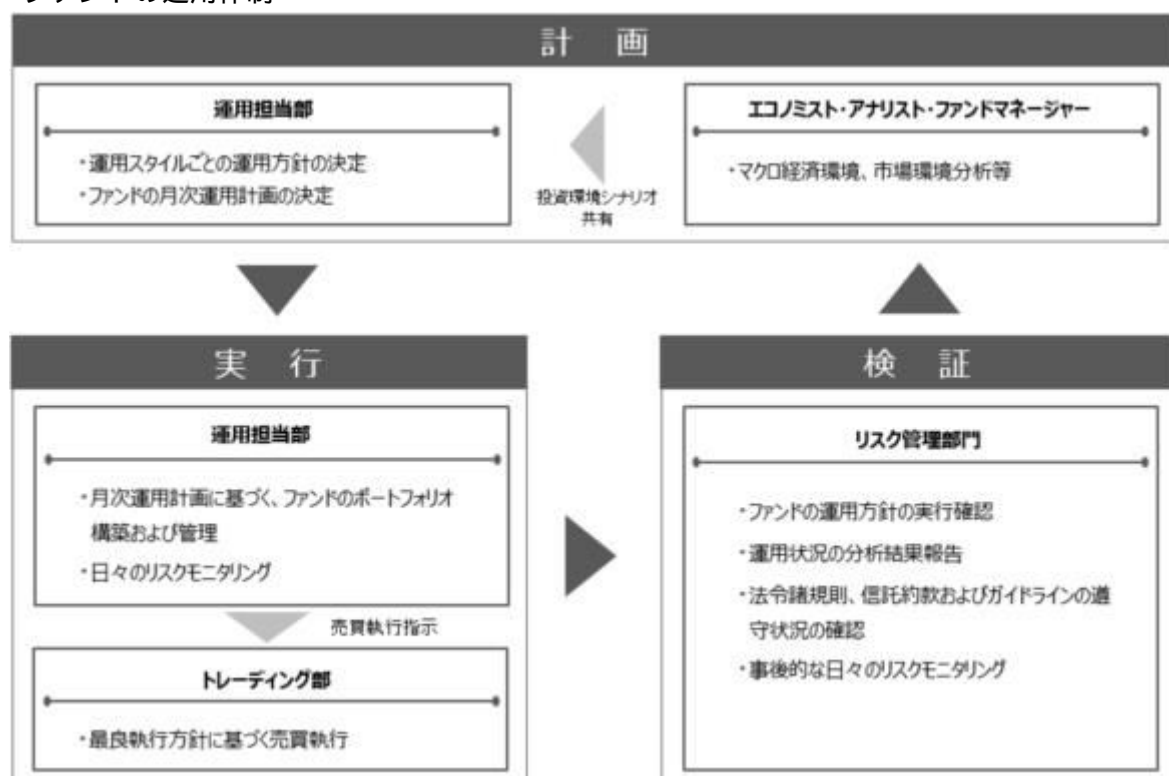 計 画
運用担当部
・運用スタイルごとの運用方針の決定
・ファンドの月次運用計画の決定
投資環境シナリオ
共有
エコノミスト・アナリスト・ファンドマネージャー
・マクロ経済環境、市場環境分析等
実 行
運用担当部
・月次運用計画に基づく、ファンドのポートフォリオ
構築および管理
・日々のリスクモニタリング
売買執行指示
トレーディング部
・最良執行方針に基づく売買執行
検 証
リスク管理部門
・ファンドの運用方針の実行確認
・運用状況の分析結果報告
・法令諸規則、信託約款およびガイドラインの遵
守状況の確認
・事後的な日々のリスクモニタリング